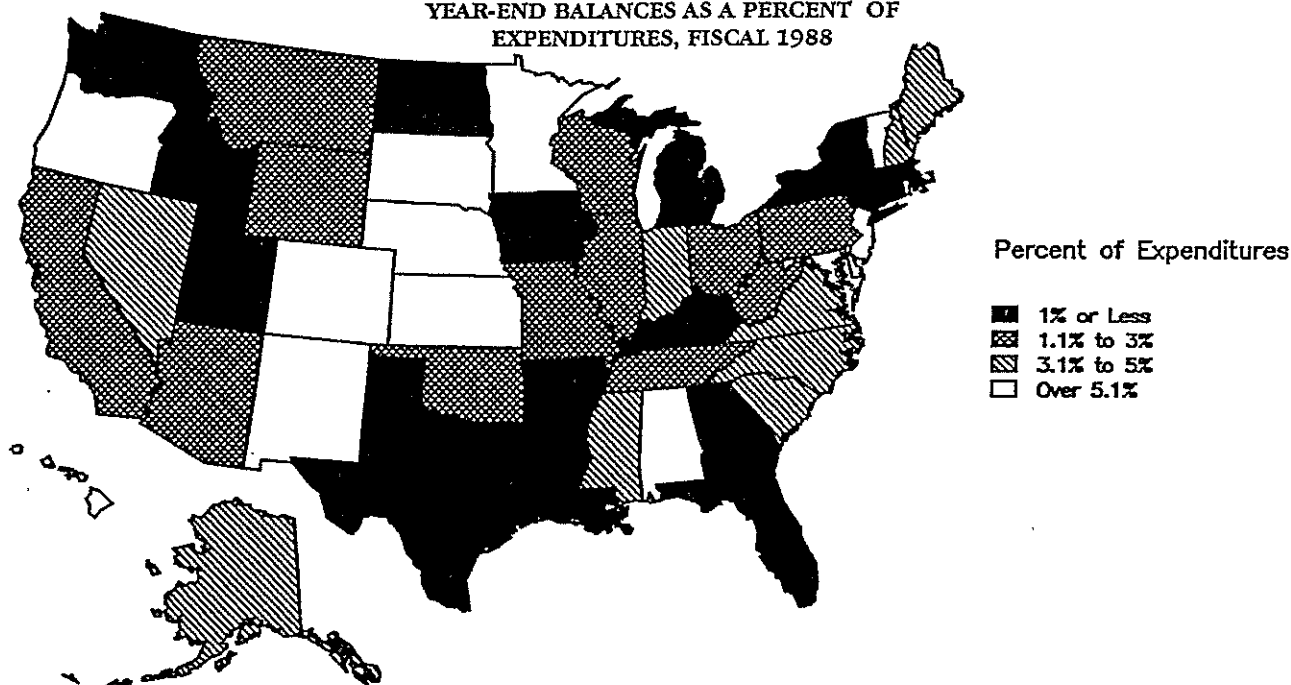 YEAR-END BALANCES AS A PERCENT OF
EXPENDITURES, FISCAL 1988
Percent of Expenditures
1% or Less
1.1% to 3%
3.1% to 5%
Over 5.1%